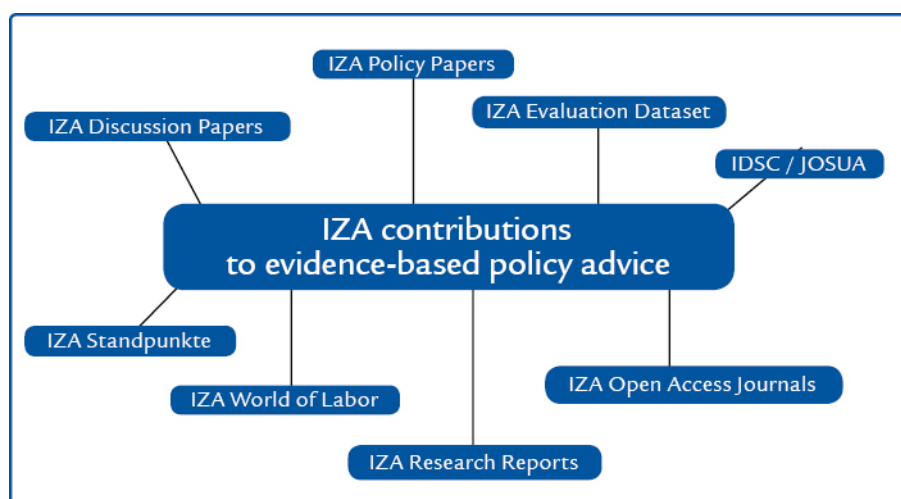 IZA Policy Papers
IZA Evaluation Dataset
IZA Discussion Papers
IDSC / JOSUA
IZA contributions
to evidence-based policy advice
IZA Standpunkte
IZA World of Labor
IZA Open Access Journals
IZA Research Reports